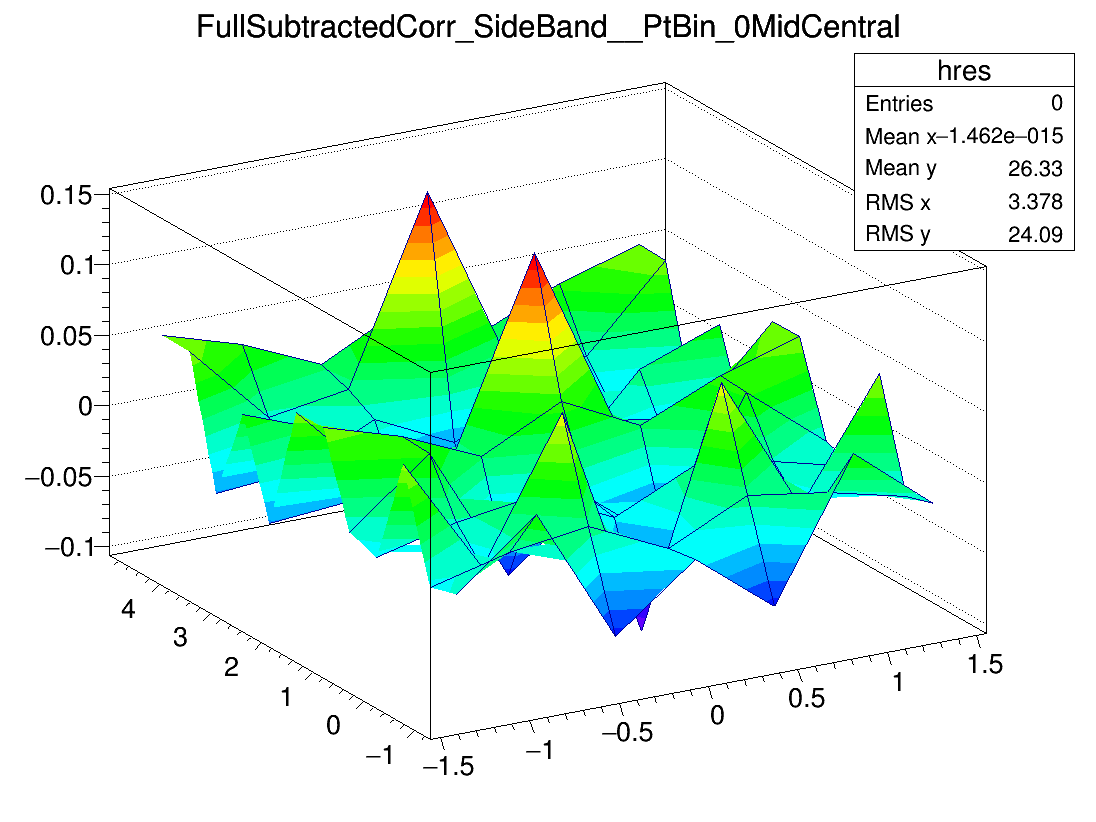 FullSubtractedCorr_SideBand__PtBin_0MidCentral
hres
Entries 0
Mean x −1.462e−015
Mean y 26.33
RMS x 3.378
RMS y 24.09
0.15
0.1
0.05
0
−0.05
−0.1
4
3
2
1
0
−1
−1.5
−1
−0.5
0
0.5
1
1.5